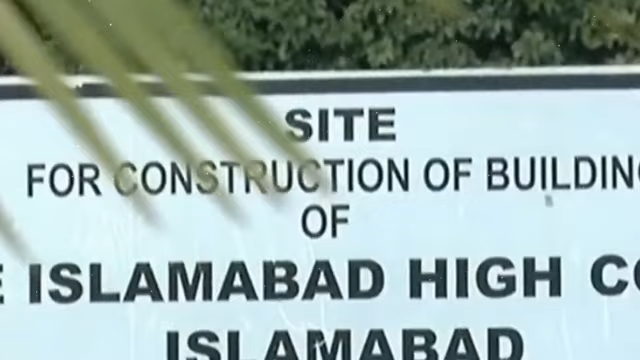 SITE
FOR CONSTRUCTION OF BUILDIN
OF
E ISLAMABAD HIGH CO
ISLAMABAD